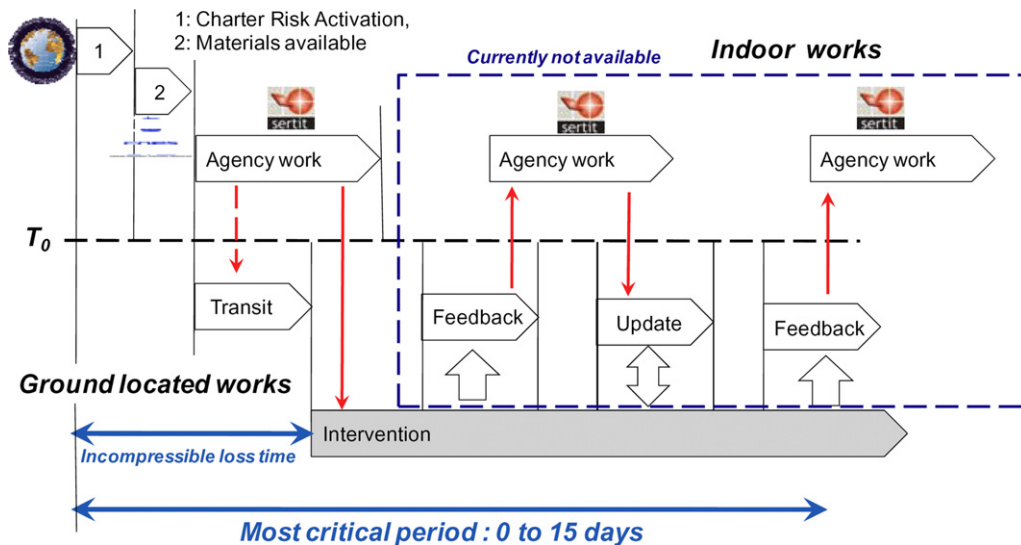 1: Charter Risk Activation,
2: Materials available
1
2
Currently not available
Indoor works
sertit
sertit
sertit
Agency work
Agency work
Agency work
T0
Transit
Feedback
Update
Feedback
Ground located works
Intervention
Incompressible loss time
Most critical period : 0 to 15 days